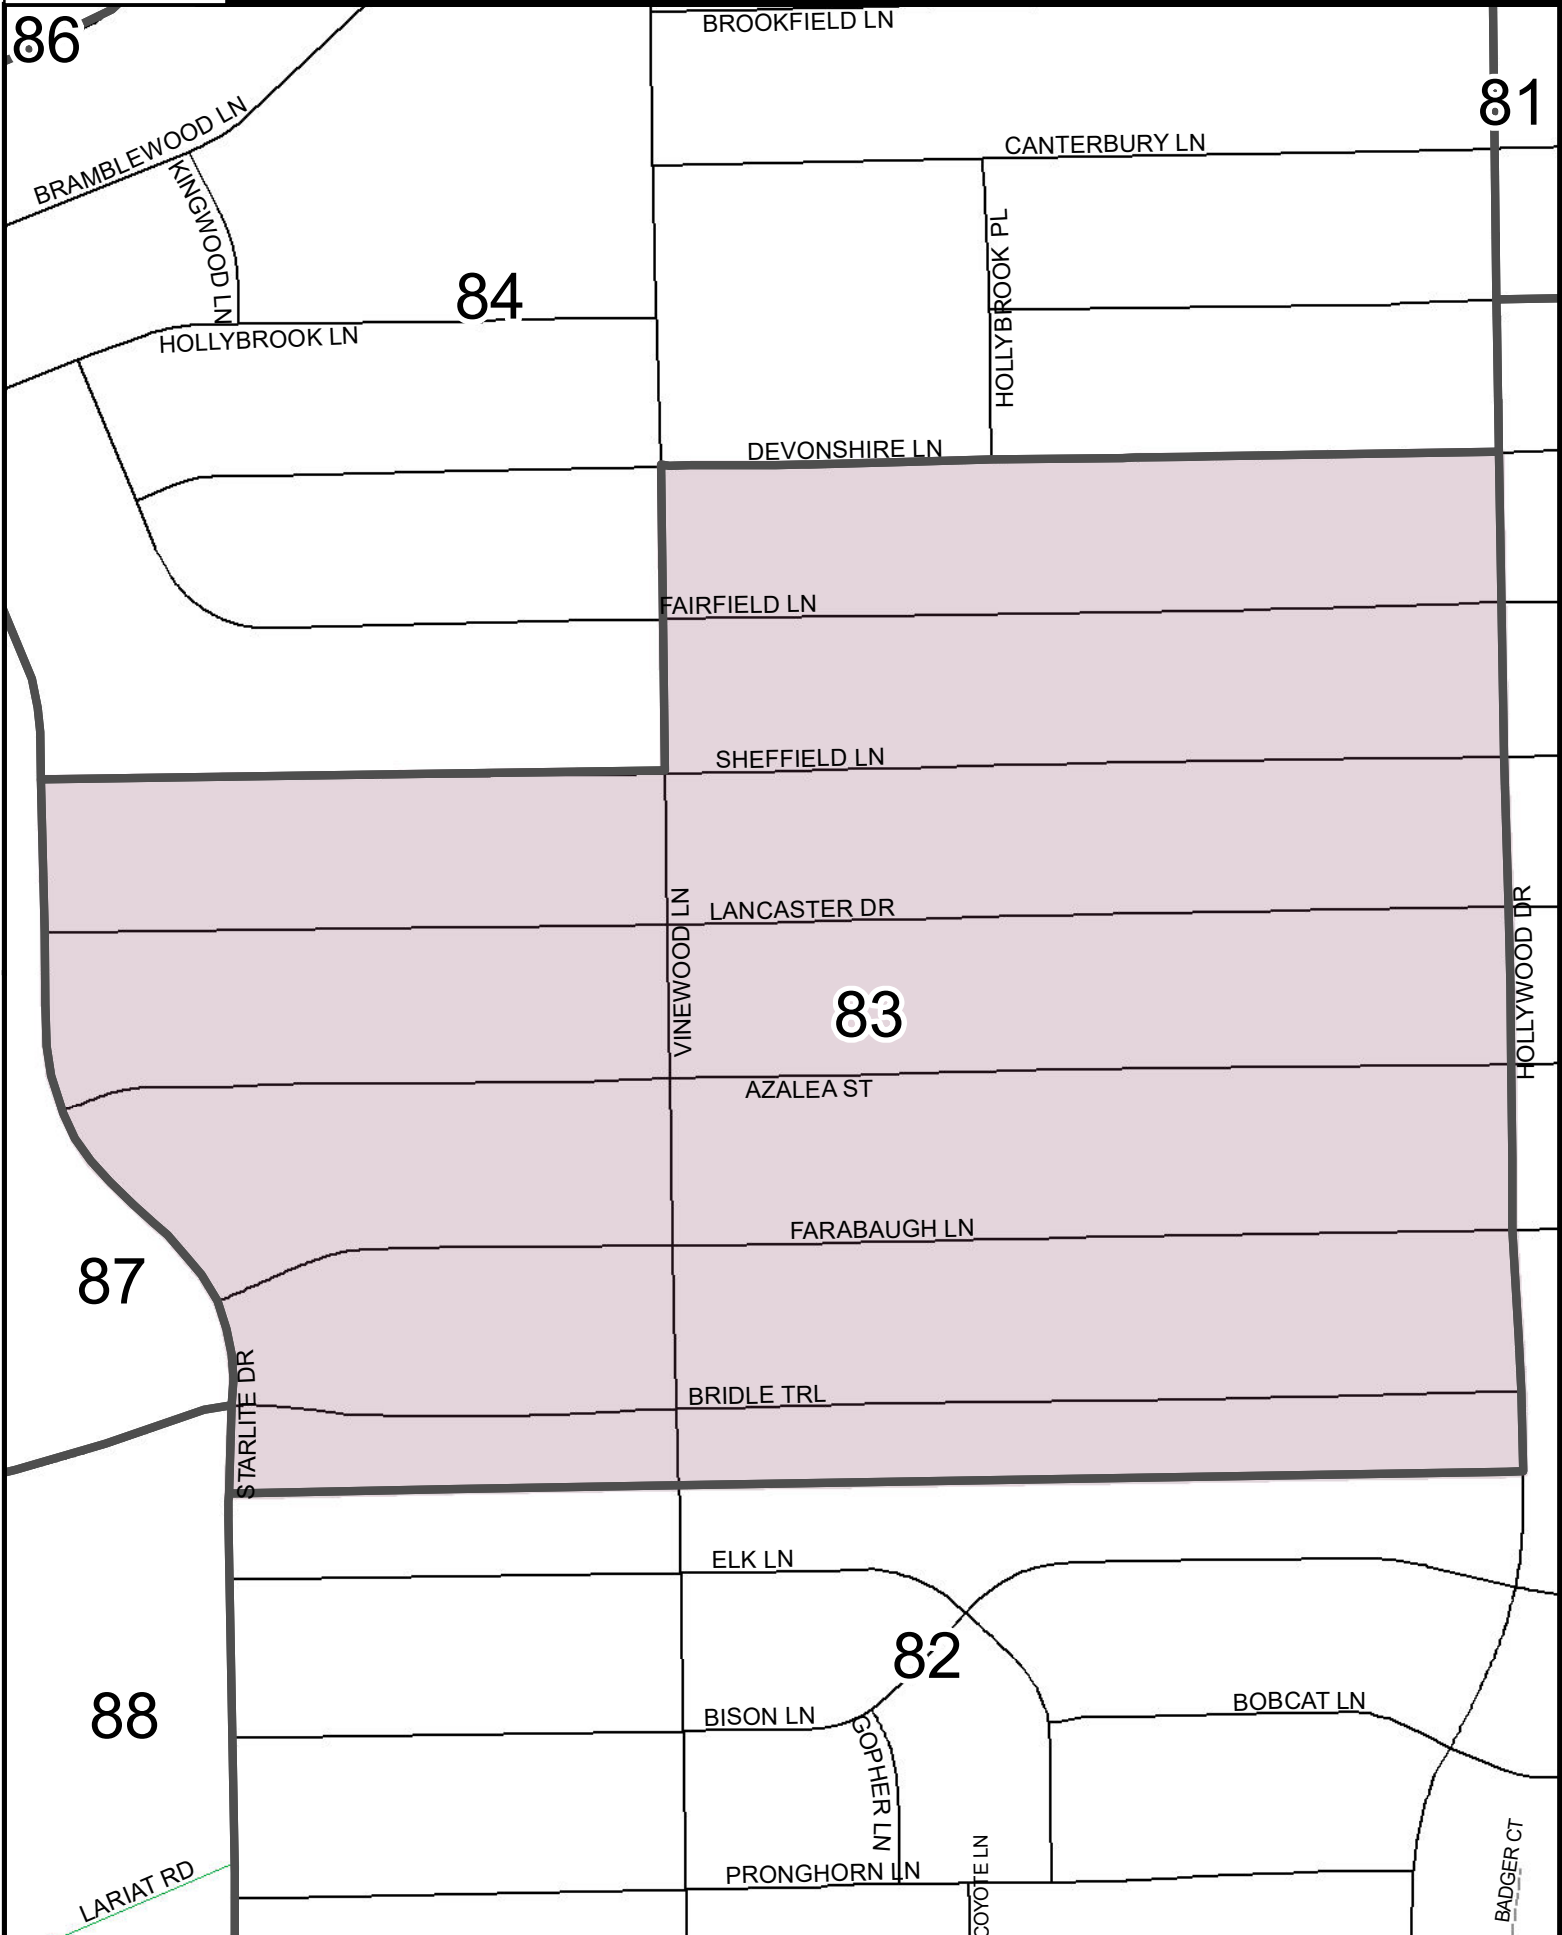 86
BROOKFIELD LN
81
BRAMBLEWOOD LN
CANTERBURY LN
KINGWOOD LN
HOLLYBROOK PL
84
HOLLYBROOK LN
DEVONSHIRE LN
FAIRFIELD LN
SHEFFIELD LN
VINEWOOD LN
LANCASTER DR
HOLLYWOOD DR
83
AZALEA ST
FARABAUGH LN
87
STARLITE DR
BRIDLE TRL
ELK LN
82
88
BISON LN
BOBCAT LN
GOPHER LN
PRONGHORN LN
COYOTE LN
BADGER CT
LARIAT RD